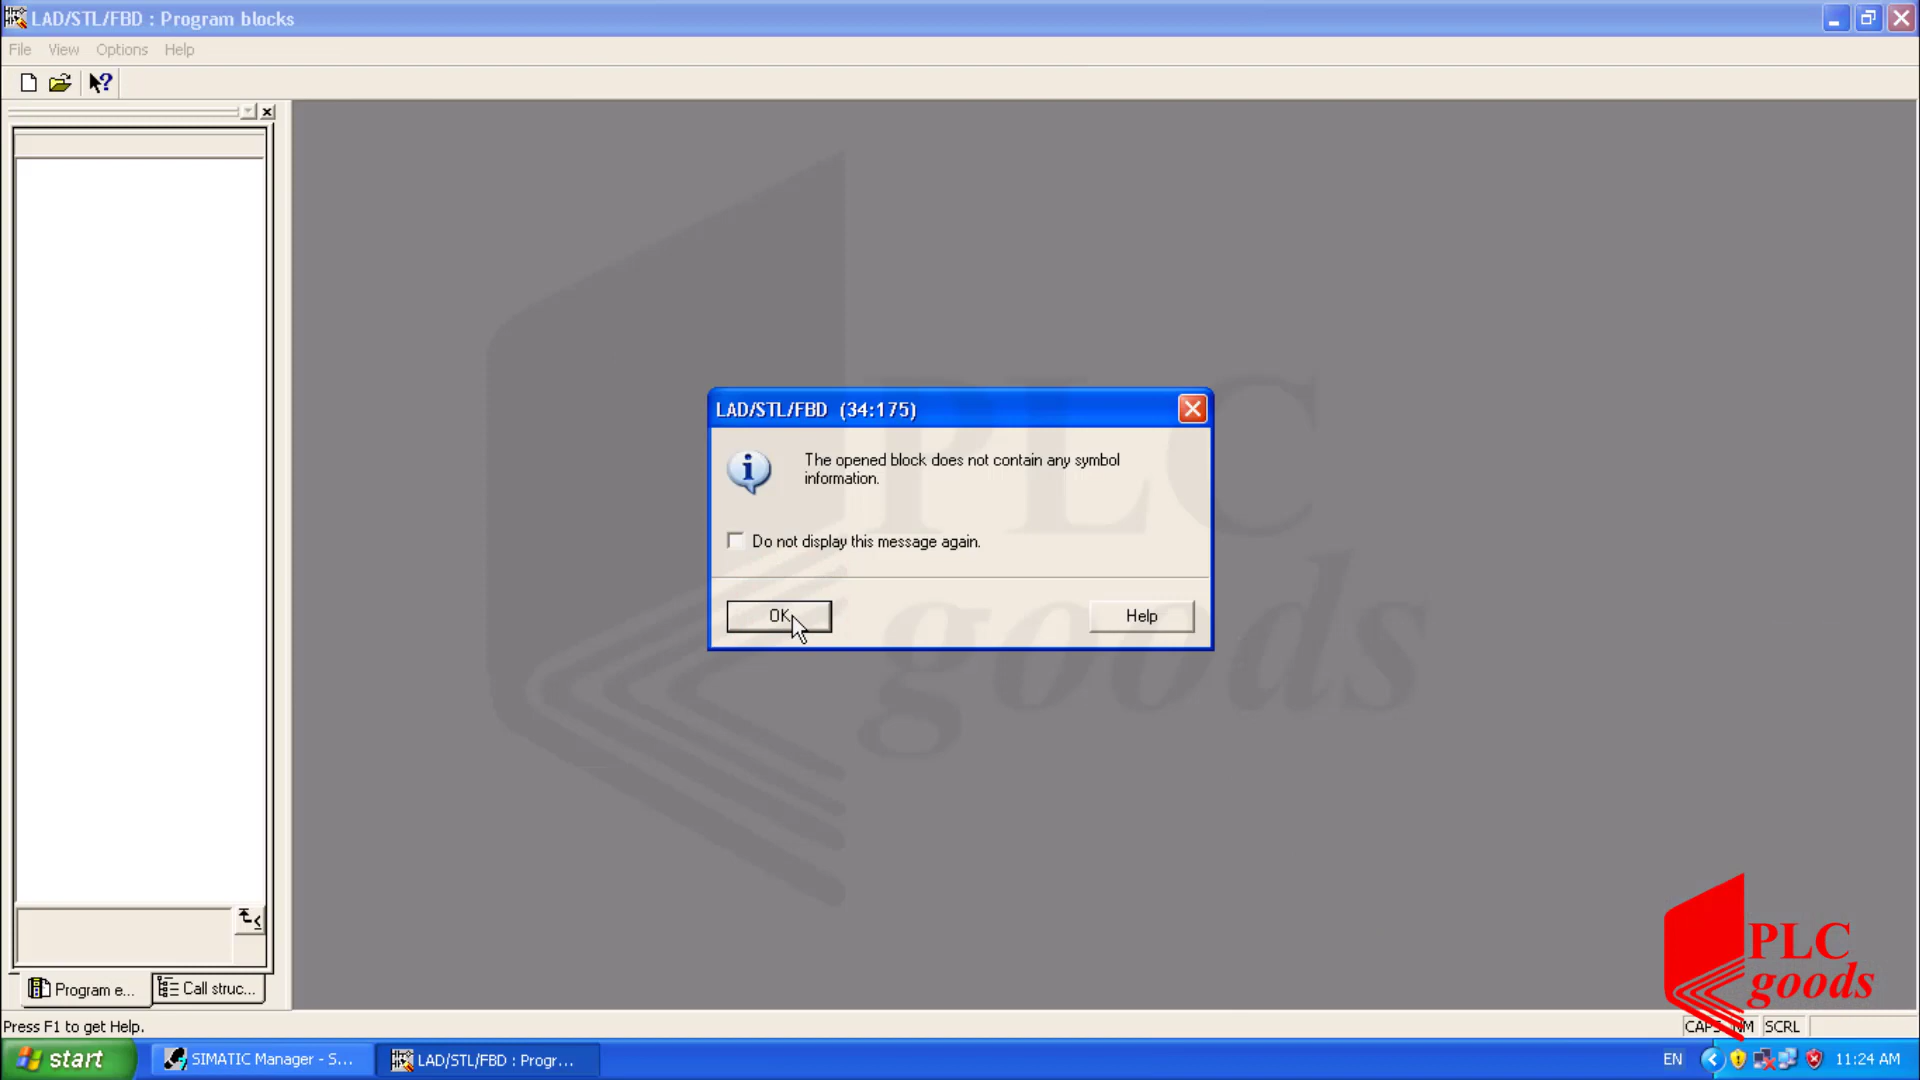 LAD/STL/FBD : Program blocks
File View Options Help
LAD/STL/FBD (34:175)
The opened block does not contain any symbol
information.
Do not display this message again.
OK
Help
PLC
goods
PLC
goods
Program e...
Call struc...
Press F1 to get Help.
SCRL
start
SIMATIC Manager - S...
LAD/STL/FBD : Progr...
EN
11:24 AM